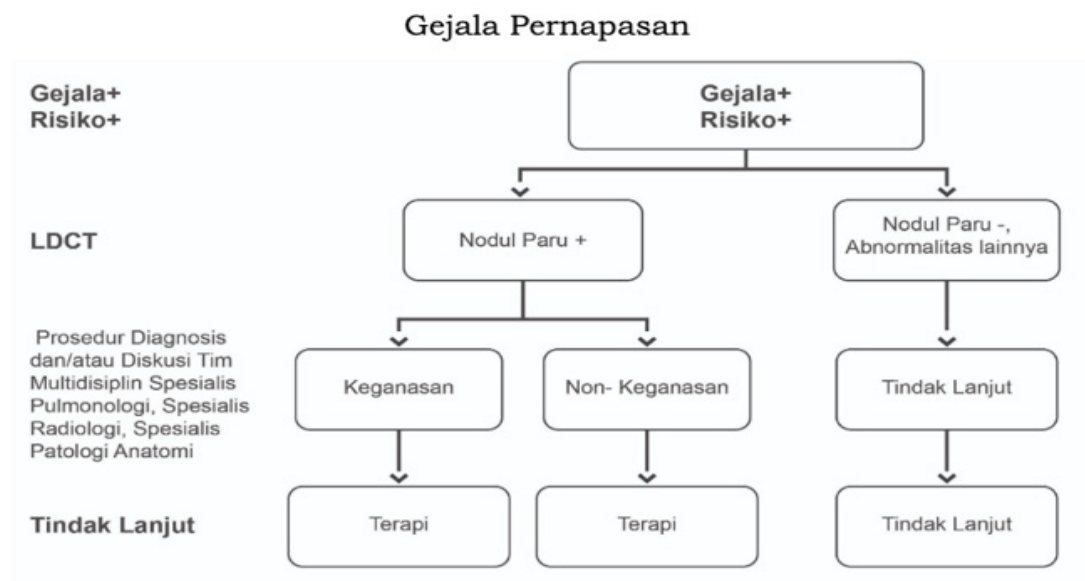 Gejala Pernapasan
Gejala+
Risiko+
Gejala+
Risiko+
LDCT
Nodul Paru +
Nodul Paru -,
Abnormalitas lainnya
Prosedur Diagnosis
dan/atau Diskusi Tim
Multidisiplin Spesialis
Pulmonologi, Spesialis
Radiologi, Spesialis
Patologi Anatomi
Keganasan
Non- Keganasan
Tindak Lanjut
Tindak Lanjut
Terapi
Terapi
Tindak Lanjut